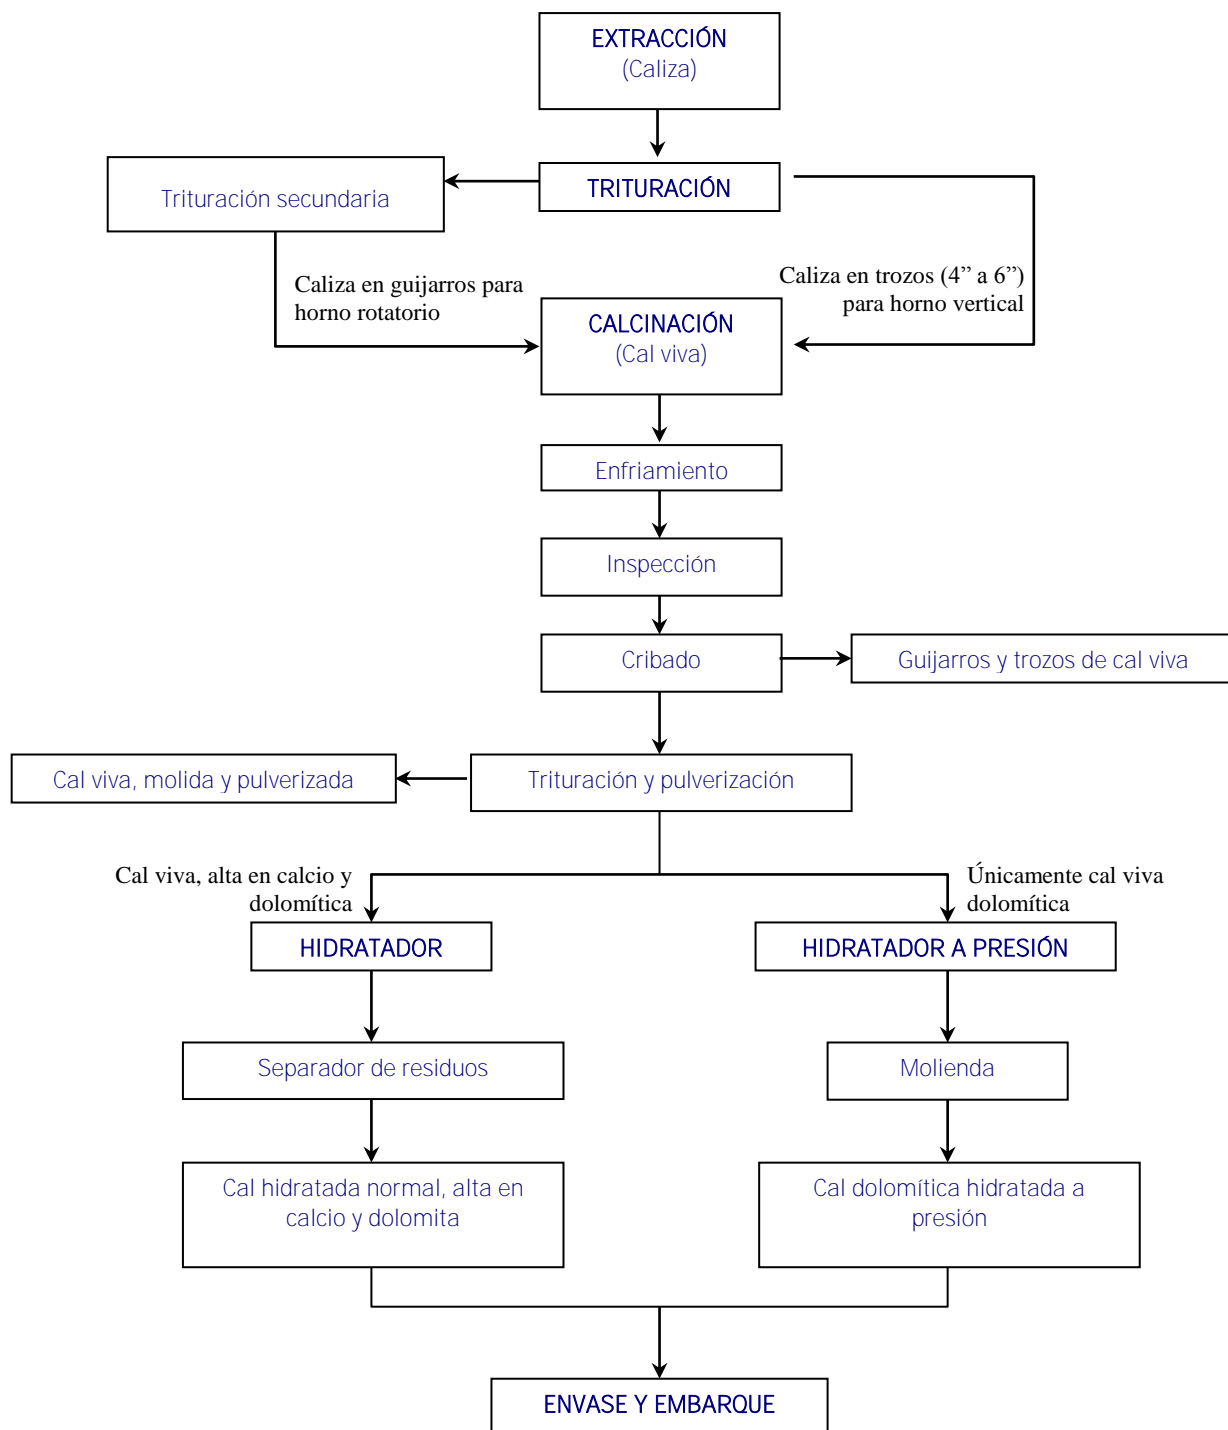 EXTRACCIÓN
(Caliza)
TRITURACIÓN
Trituración secundaria
Caliza en guijarros para
horno rotatorio
Caliza en trozos (4” a 6”)
para horno vertical
CALCINACIÓN
(Cal viva)
Enfriamiento
Inspección
Cribado
Guijarros y trozos de cal viva
Cal viva, molida y pulverizada
Trituración y pulverización
Cal viva, alta en calcio y
dolomítica
Únicamente cal viva
dolomítica
HIDRATADOR
HIDRATADOR A PRESIÓN
Separador de residuos
Molienda
Cal hidratada normal, alta en
calcio y dolomita
Cal dolomítica hidratada a
presión
ENVASE Y EMBARQUE